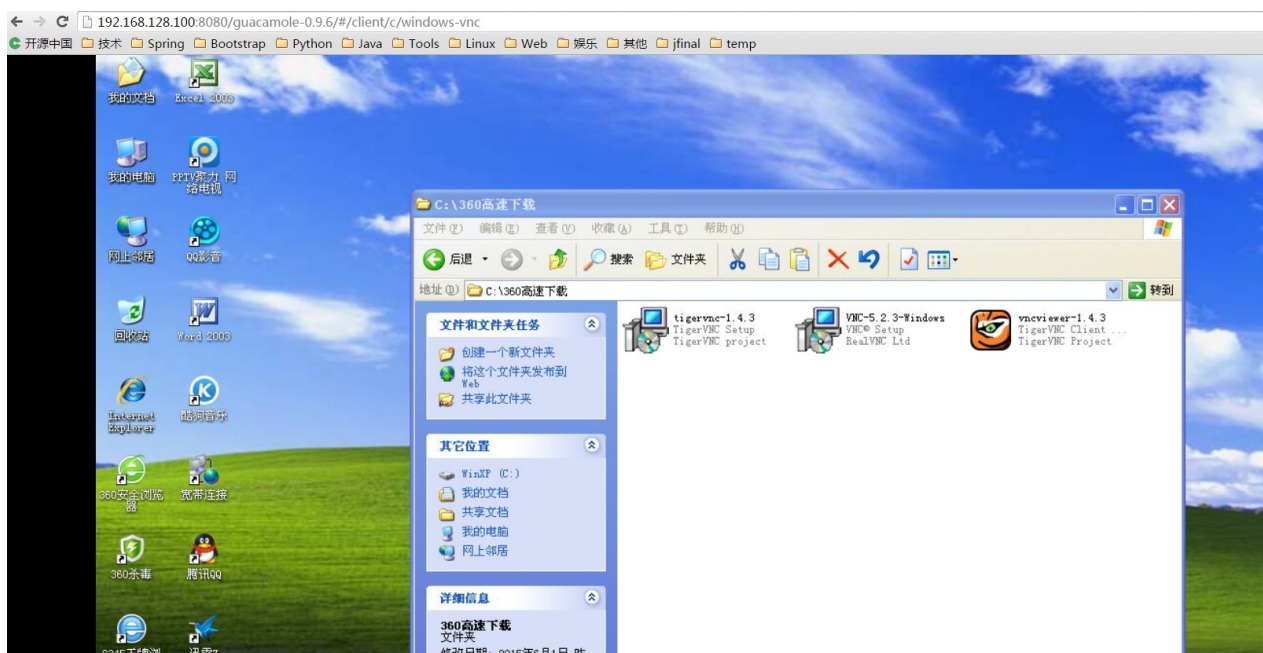 192.168.128.100:8080/guacamole-0.9.6/#/client/c/windows-vnc
开源中国 技术 Spring Bootstrap Python Java Tools Linux Web 娱乐 其他 jfinal temp
我的文档 Excel 2003
我的电脑 PPTV聚力 网
络电视
网上邻居 QQ影音
回收站 Word 2003
Internet
Explorer
酷狗音乐
360安全浏览
器
宽带连接
360杀毒 腾讯QQ
C:\360高速下载
文件(F) 编辑(E) 查看(V) 收藏(A) 工具(T) 帮助(H)
后退 搜索 文件夹
地址(D) C:\360高速下载 转到
文件和文件夹任务
创建一个新文件夹
将这个文件夹发布到
Web
共享此文件夹
其它位置
WinXP (C:)
我的文档
共享文档
我的电脑
网上邻居
详细信息
360高速下载
文件夹
tigervnc-1.4.3
TigerVNC Setup
TigerVNC project
VNC-5.2.3-Windows
VNC® Setup
RealVNC Ltd
vncviewer-1.4.3
TigerVNC Client ...
TigerVNC Project